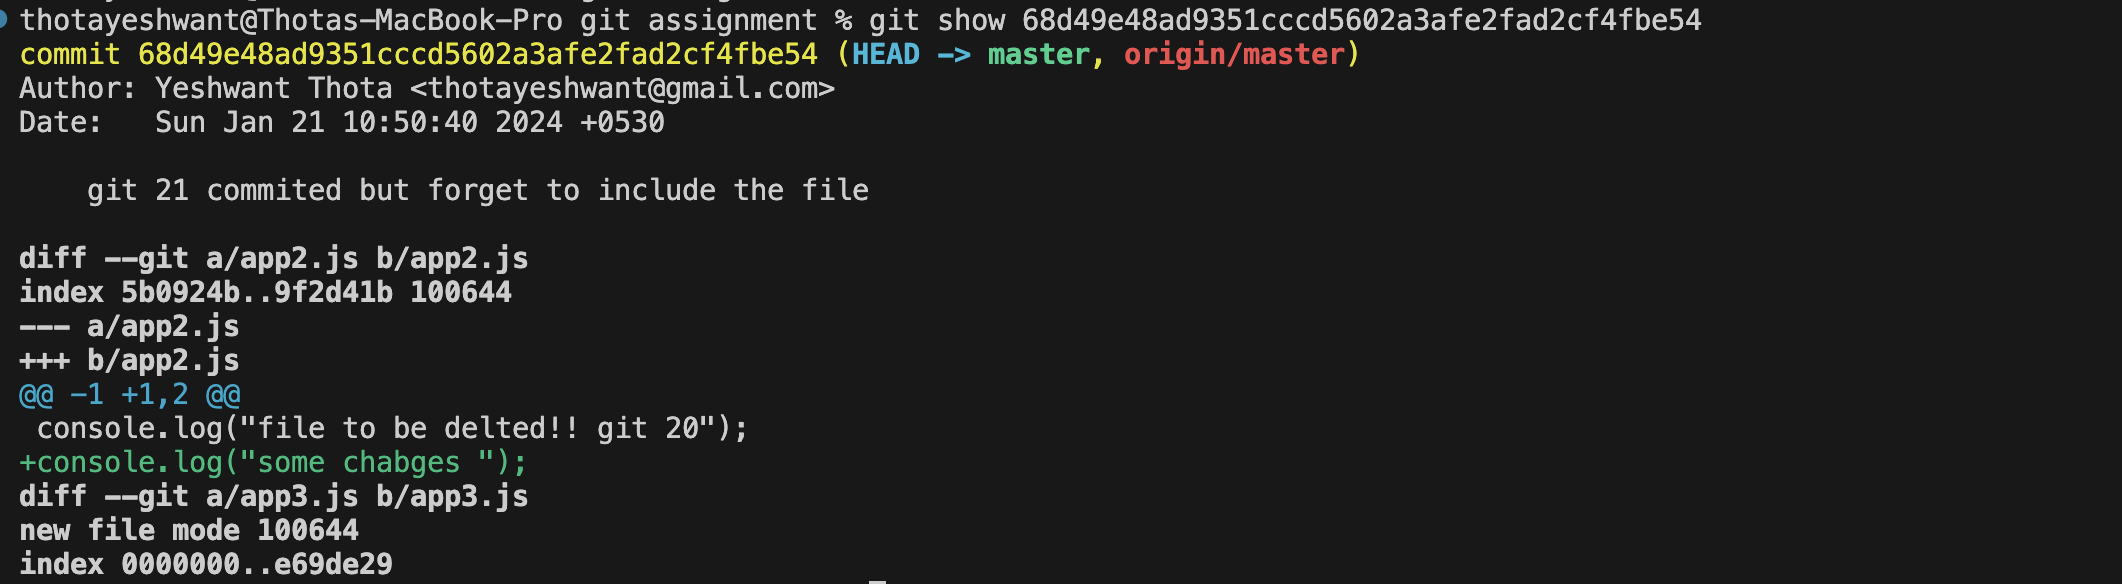 thotayeshwant@Thotas-MacBook-Pro git assignment % git show 68d49e48ad9351cccd5602a3afe2fad2cf4fbe54
commit 68d49e48ad9351cccd5602a3afe2fad2cf4fbe54 (HEAD -> master, origin/master)
Author: Yeshwant Thota <thotayeshwant@gmail.com>
Date:   Sun Jan 21 10:50:40 2024 +0530

    git 21 commited but forget to include the file

diff --git a/app2.js b/app2.js
index 5b0924b..9f2d41b 100644
--- a/app2.js
+++ b/app2.js
@@ -1 +1,2 @@
 console.log("file to be delted!! git 20");
+console.log("some chabges ");
diff --git a/app3.js b/app3.js
new file mode 100644
index 0000000..e69de29